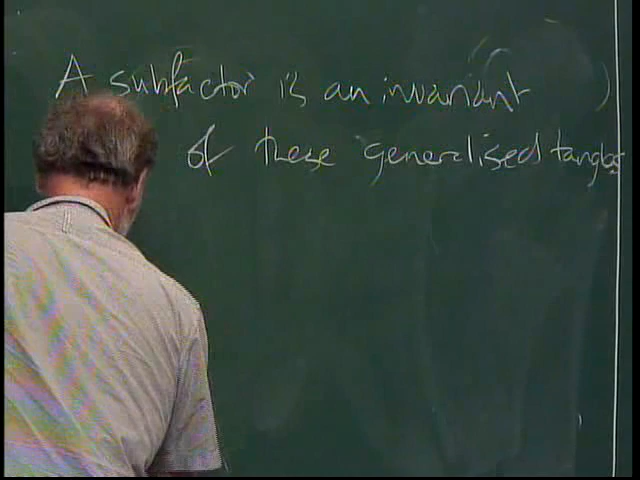 A subfactor is an invariant )
of these generalised tangles